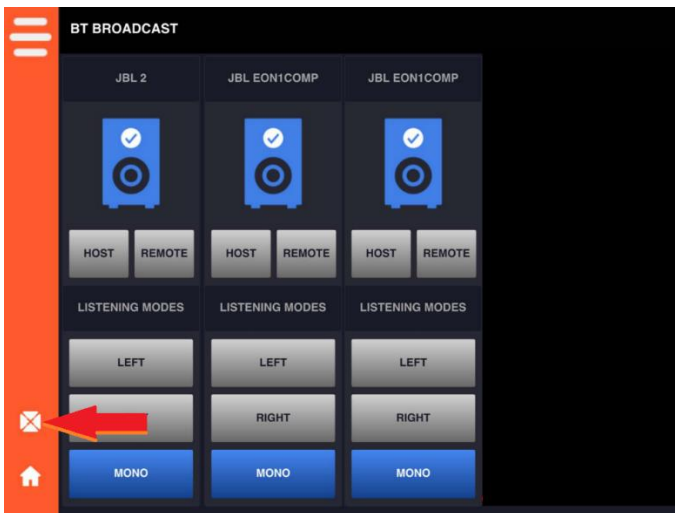 BT BROADCAST
JBL 2 JBL EON1COMP JBL EON1COMP
HOST REMOTE HOST REMOTE HOST REMOTE
LISTENING MODES LISTENING MODES LISTENING MODES
LEFT LEFT LEFT
RIGHT RIGHT
MONO MONO MONO